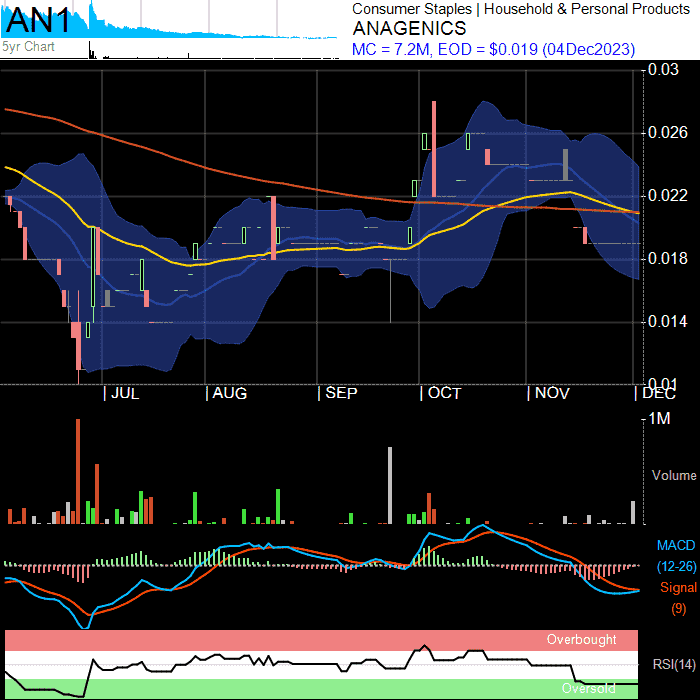 AN1
5yr Chart
Consumer Staples | Household & Personal Products
ANAGENICS
MC = 7.2M, EOD = $0.019 (04Dec2023)
0.03
0.026
0.022
0.018
0.014
0.01
| JUL
| AUG
| SEP
| OCT
| NOV
| DEC
1M
Volume
MACD
(12-26)
Signal
(9)
Overbought
RSI(14)
Oversold